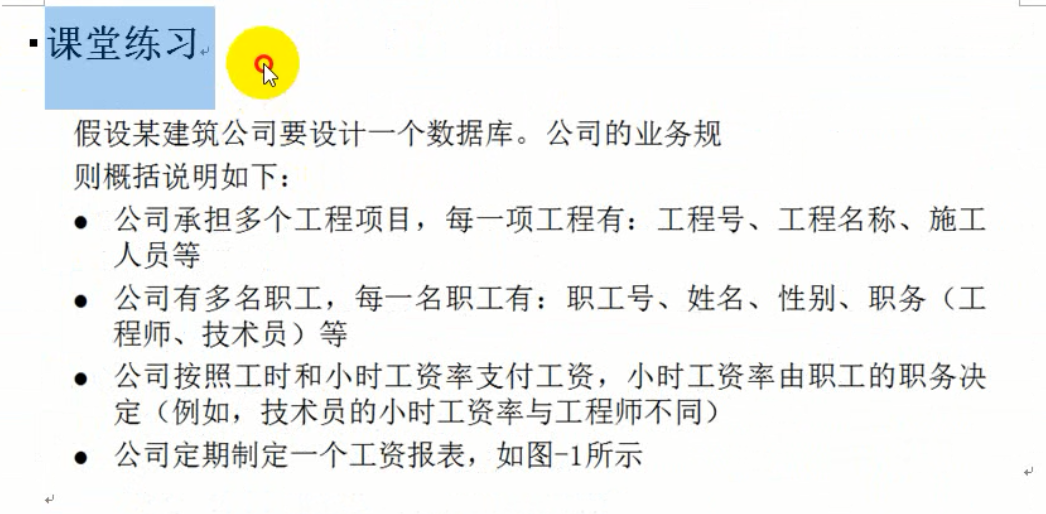 课堂练习
假设某建筑公司要设计一个数据库。公司的业务规
则概括说明如下：
● 公司承担多个工程项目，每一项工程有：工程号、工程名称、施工
人员等
● 公司有多名职工，每一名职工有：职工号、姓名、性别、职务（工
程师、技术员）等
● 公司按照工时和小时工资率支付工资，小时工资率由职工的职务决
定（例如，技术员的小时工资率与工程师不同）
● 公司定期制定一个工资报表，如图-1所示